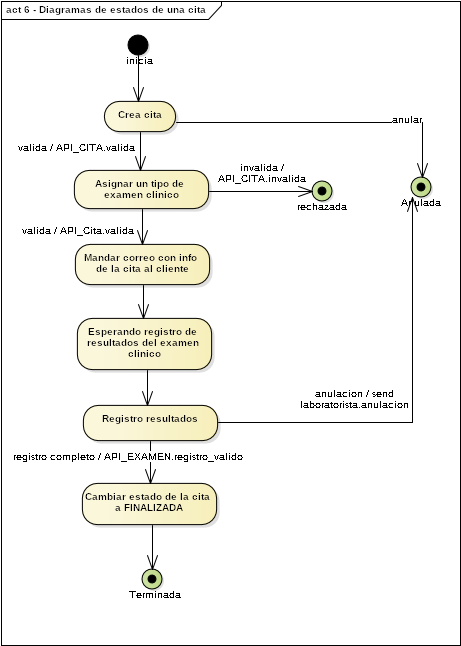 act 6 - Diagramas de estados de una cita
inicia
Crea cita
anular
valida / API_CITA.valida
invalida /
API_CITA.invalida
Asignar un tipo de
examen clinico
rechazada
Anulada
valida / API_Cita.valida
Mandar correo con info
de la cita al cliente
Esperando registro de
resultados del examen
clinico
anulacion / send
laboratorista.anulacion
Registro resultados
registro completo / API_EXAMEN.registro_valido
Cambiar estado de la cita
a FINALIZADA
Terminada